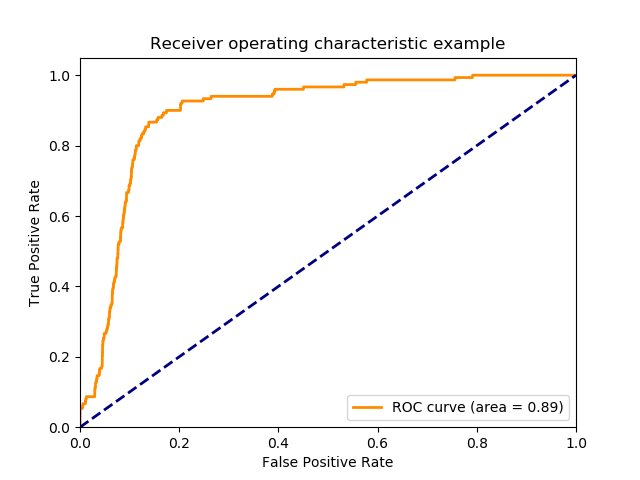 Receiver operating characteristic example
True Positive Rate
1.0
0.8
0.6
0.4
0.2
0.0
ROC curve (area = 0.89)
0.0 0.2 0.4 0.6 0.8 1.0
False Positive Rate